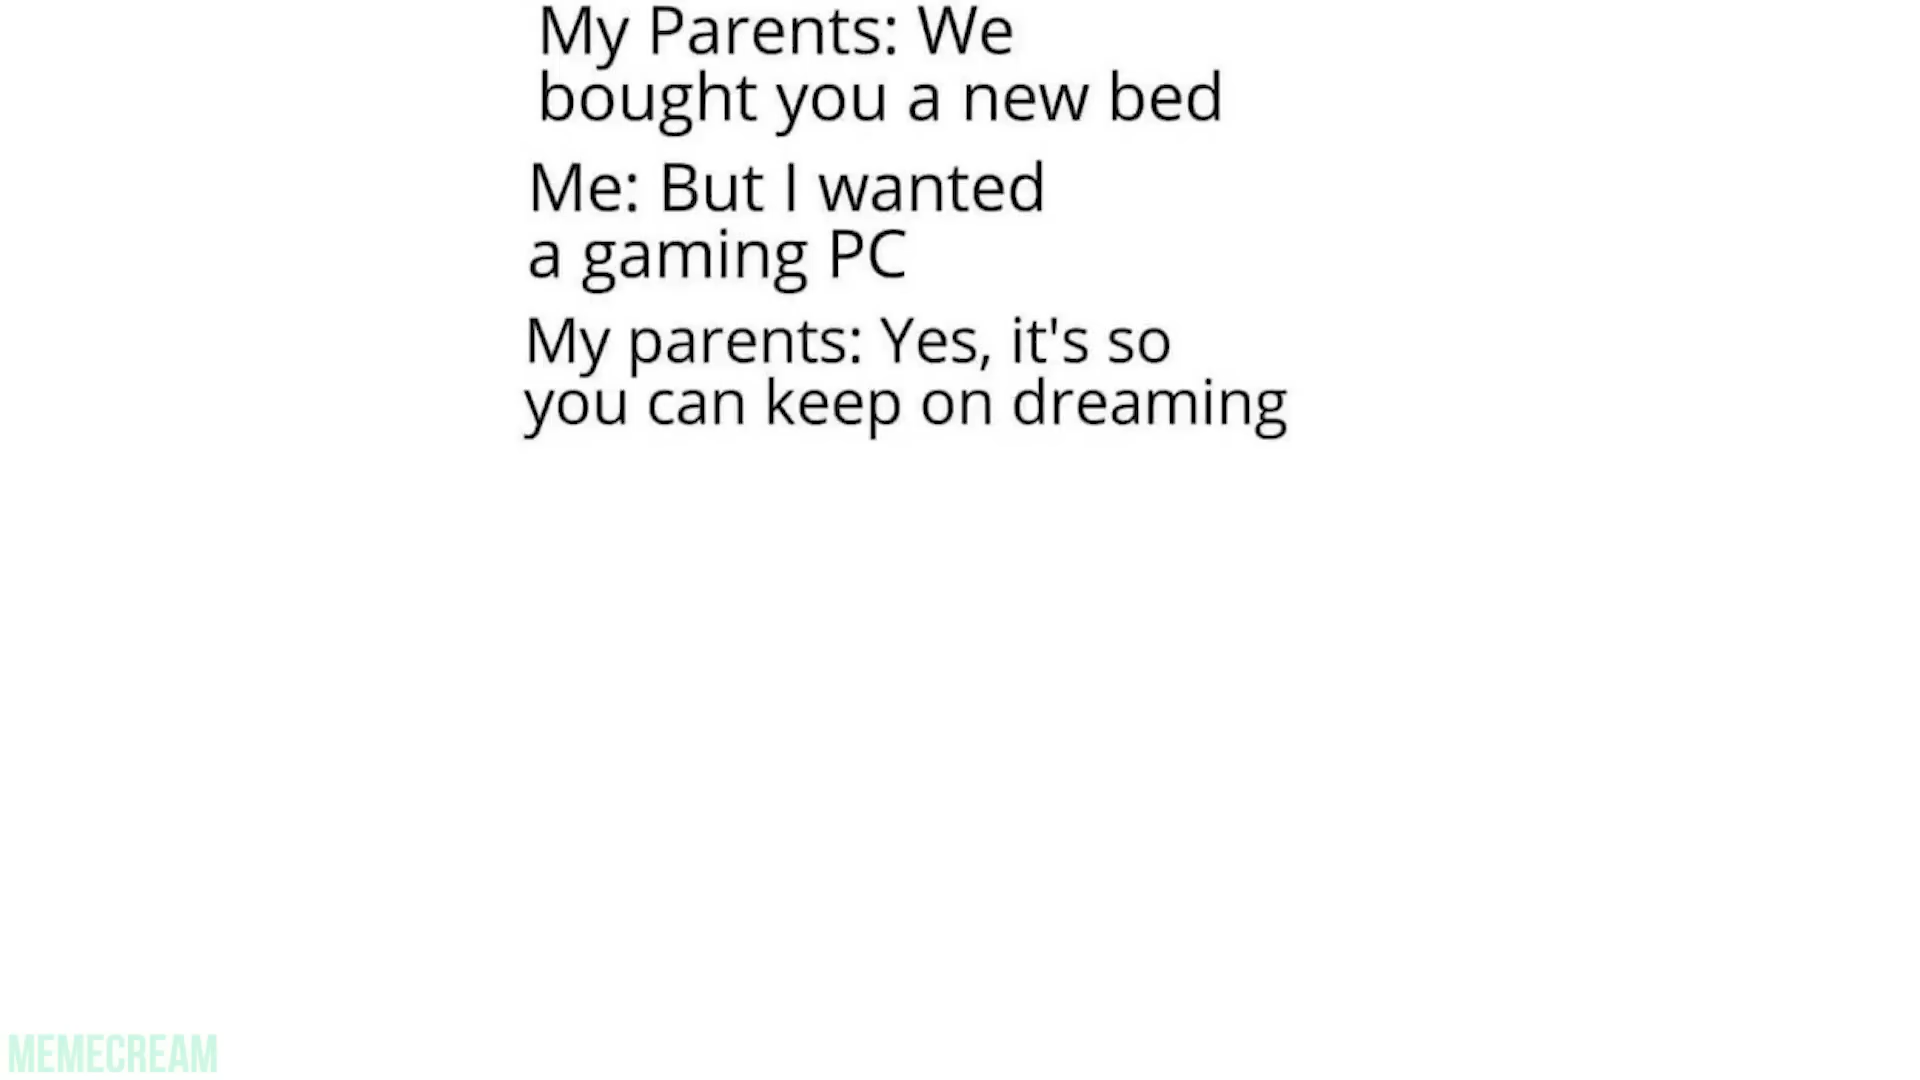 My Parents: We
bought you a new bed
Me: But I wanted
a gaming PC
My parents: Yes, it's so
you can keep on dreaming
MEMECREAM